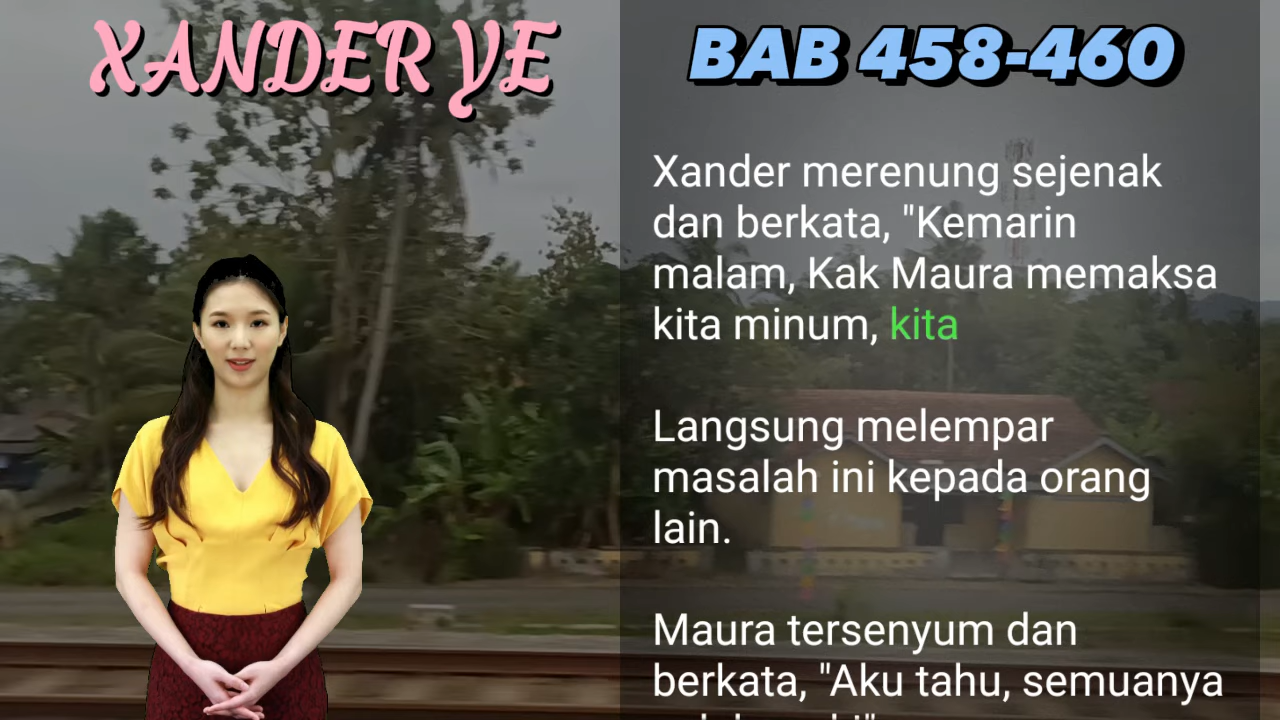 XANDER YE
BAB 458-460
Xander merenung sejenak
dan berkata, "Kemarin
malam, Kak Maura memaksa
kita minum, kita
Langsung melempar
masalah ini kepada orang
lain.
Maura tersenyum dan
berkata, "Aku tahu, semuanya